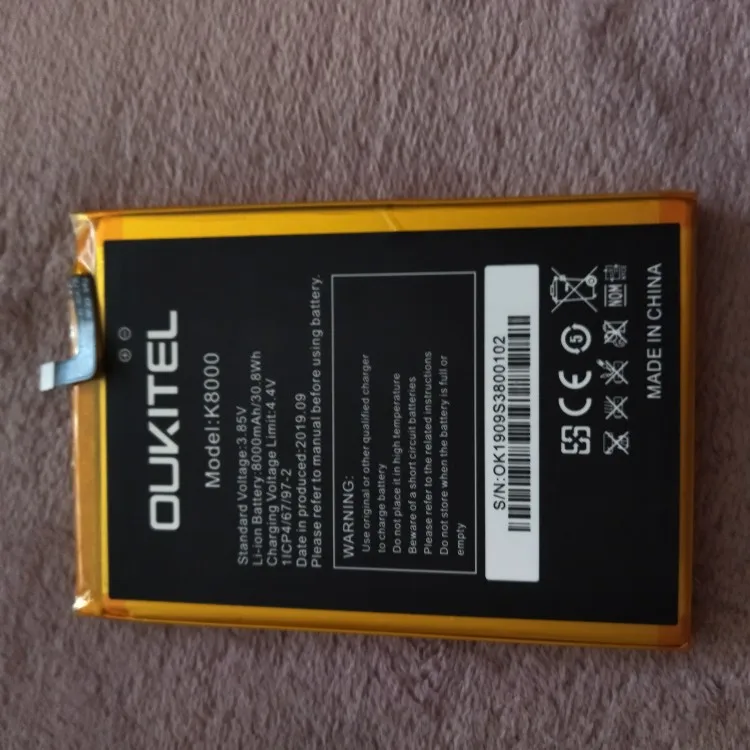 OUKITEL
Model:K8000
Standard Voltage:3.85V
Li-ion Battery:8000mAh/30.8Wh
Charging Voltage Limit:4.4V
1ICP4/67/97-2
Date in produced:2019.09
Please refer to manual before using battery.
WARNING:
Use original or other qualified charger
to charge battery
Do not place it in high temperature
Beware of a short circuit batteries
Please refer to the related instructions
Do not store when the battery is full or
empty
S/N:OK1909S3800102
CE 5
NOM
MADE IN CHINA